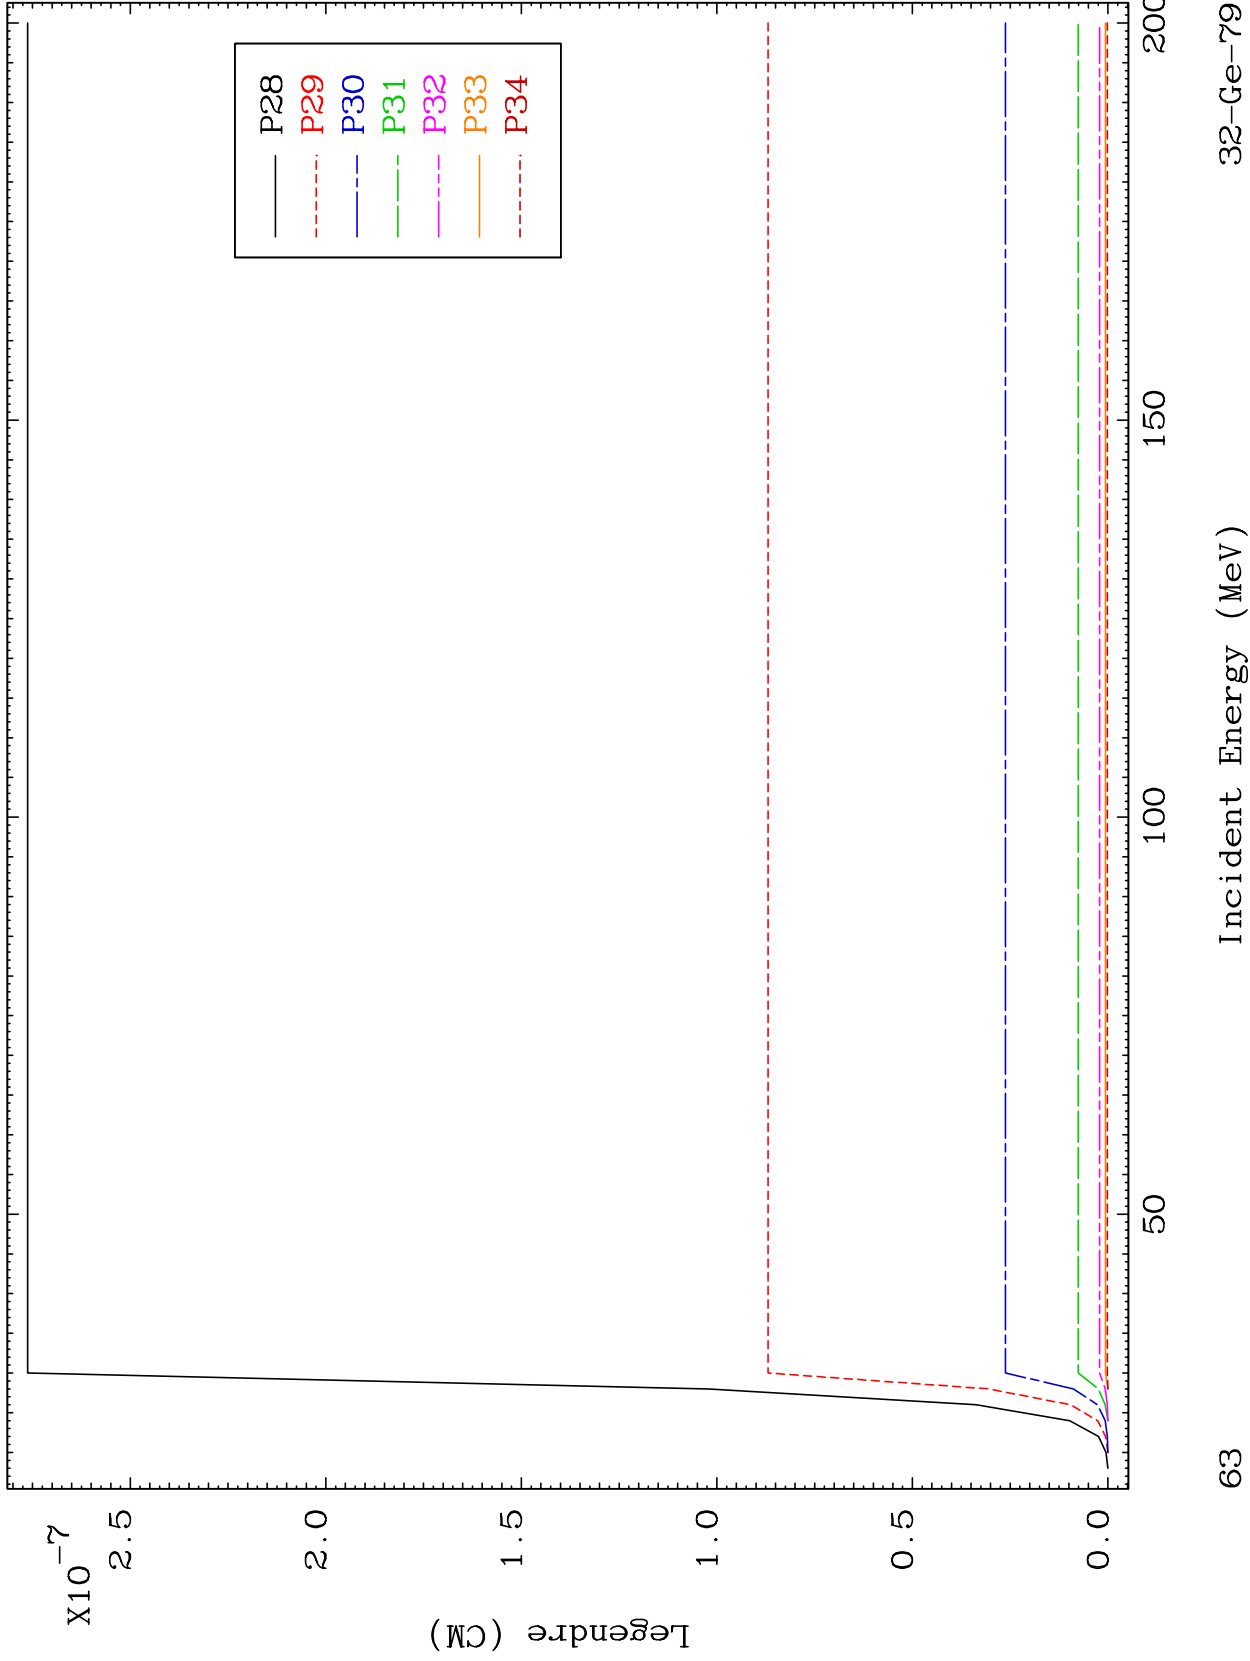 X10-7
2.5
2.0
1.5
1.0
0.5
0.0
Legendre (CM)
P28
P29
P30
P31
P32
P33
P34
50
100
150
200
Incident Energy (MeV)
63
32-Ge-79